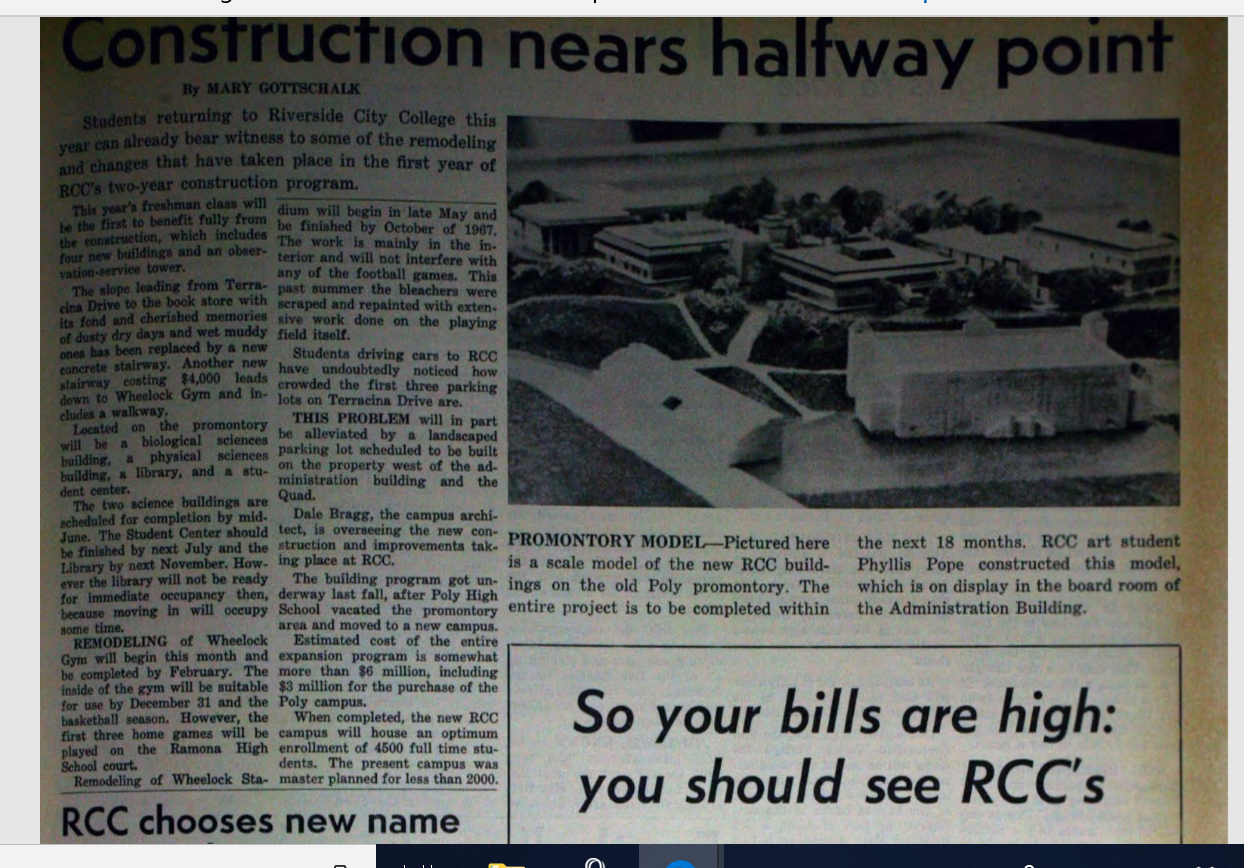 Construction nears halfway point
By MARY GOTTSCHALK
Students returning to Riverside City College this
year can already bear witness to some of the remodeling
and changes that have taken place in the first year of
RCC's two-year construction program.
This year's freshman class will
be the first to benefit fully from
the construction, which includes
four new buildings and an obser-
vation-service tower.
The slope leading from Terra-
cina Drive to the book store with
its fond and cherished memories
of dusty dry days and wet muddy
ones has been replaced by a new
concrete stairway. Another new
stairway costing $4,000 leads
down to Wheelock Gym and in-
cludes a walkway.
Located on the promontory
will be a biological sciences
building, a physical sciences
building, a library, and a stu-
dent center.
The two science buildings are
scheduled for completion by mid-
June. The Student Center should
be finished by next July and the
Library by next November. How-
ever the library will not be ready
for immediate occupancy then,
because moving in will occupy
some time.
REMODELING of Wheelock
Gym will begin this month and
be completed by February. The
inside of the gym will be suitable
for use by December 31 and the
basketball season. However, the
first three home games will be
played on the Ramona High
School court.
Remodeling of Wheelock Sta-
dium will begin in late May and
be finished by October of 1967.
The work is mainly in the in-
terior and will not interfere with
any of the football games. This
past summer the bleachers were
scraped and repainted with exten-
sive work done on the playing
field itself.
Students driving cars to RCC
have undoubtedly noticed how
crowded the first three parking
lots on Terracina Drive are.
THIS PROBLEM will in part
be alleviated by a landscaped
parking lot scheduled to be built
on the property west of the ad-
ministration building and the
Quad.
Dale Bragg, the campus archi-
tect, is overseeing the new con-
struction and improvements tak-
ing place at RCC.
The building program got un-
derway last fall, after Poly High
School vacated the promontory
area and moved to a new campus.
Estimated cost of the entire
expansion program is somewhat
more than $6 million, including
$3 million for the purchase of the
Poly campus.
When completed, the new RCC
campus will house an optimum
enrollment of 4500 full time stu-
dents. The present campus was
master planned for less than 2000.
PROMONTORY MODEL—Pictured here
is a scale model of the new RCC build-
ings on the old Poly promontory. The
entire project is to be completed within
the next 18 months. RCC art student
Phyllis Pope constructed this model,
which is on display in the board room of
the Administration Building.
RCC chooses new name
So your bills are high:
you should see RCC's